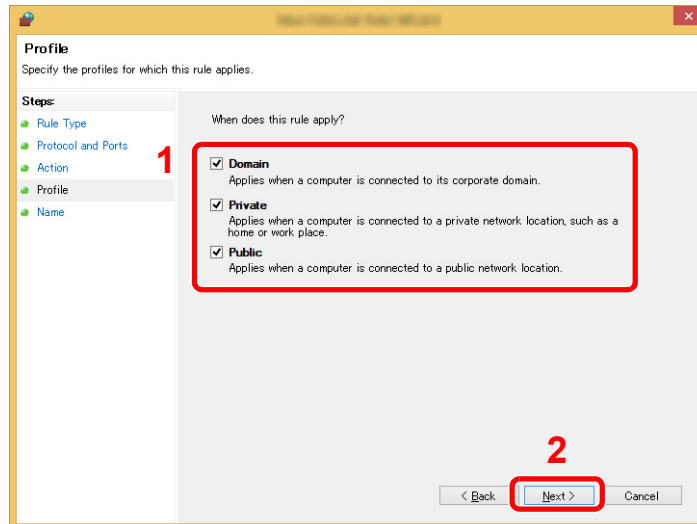 Profile
Specify the profiles for which this rule applies.
Steps:
Rule Type
Protocol and Ports
Action
Profile
Name
When does this rule apply?
1
Domain
Applies when a computer is connected to its corporate domain.
Private
Applies when a computer is connected to a private network location, such as a
home or work place.
Public
Applies when a computer is connected to a public network location.
2
< Back
Next >
Cancel